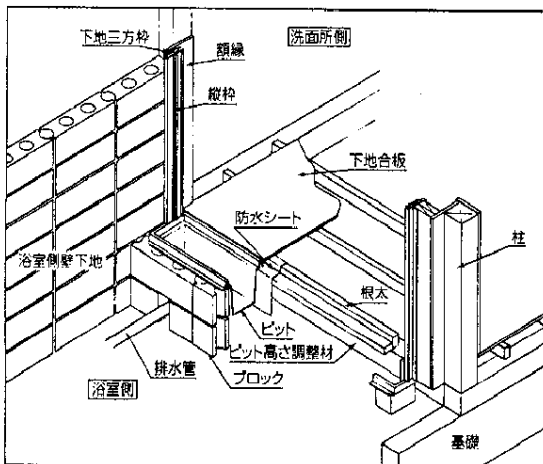 下地三方枠
額縁
洗面所側
縦枠
下地合板
防水シート
柱
浴室側壁下地
根太
ピット
ピット高さ調整材
排水管
ブロック
浴室側
基礎